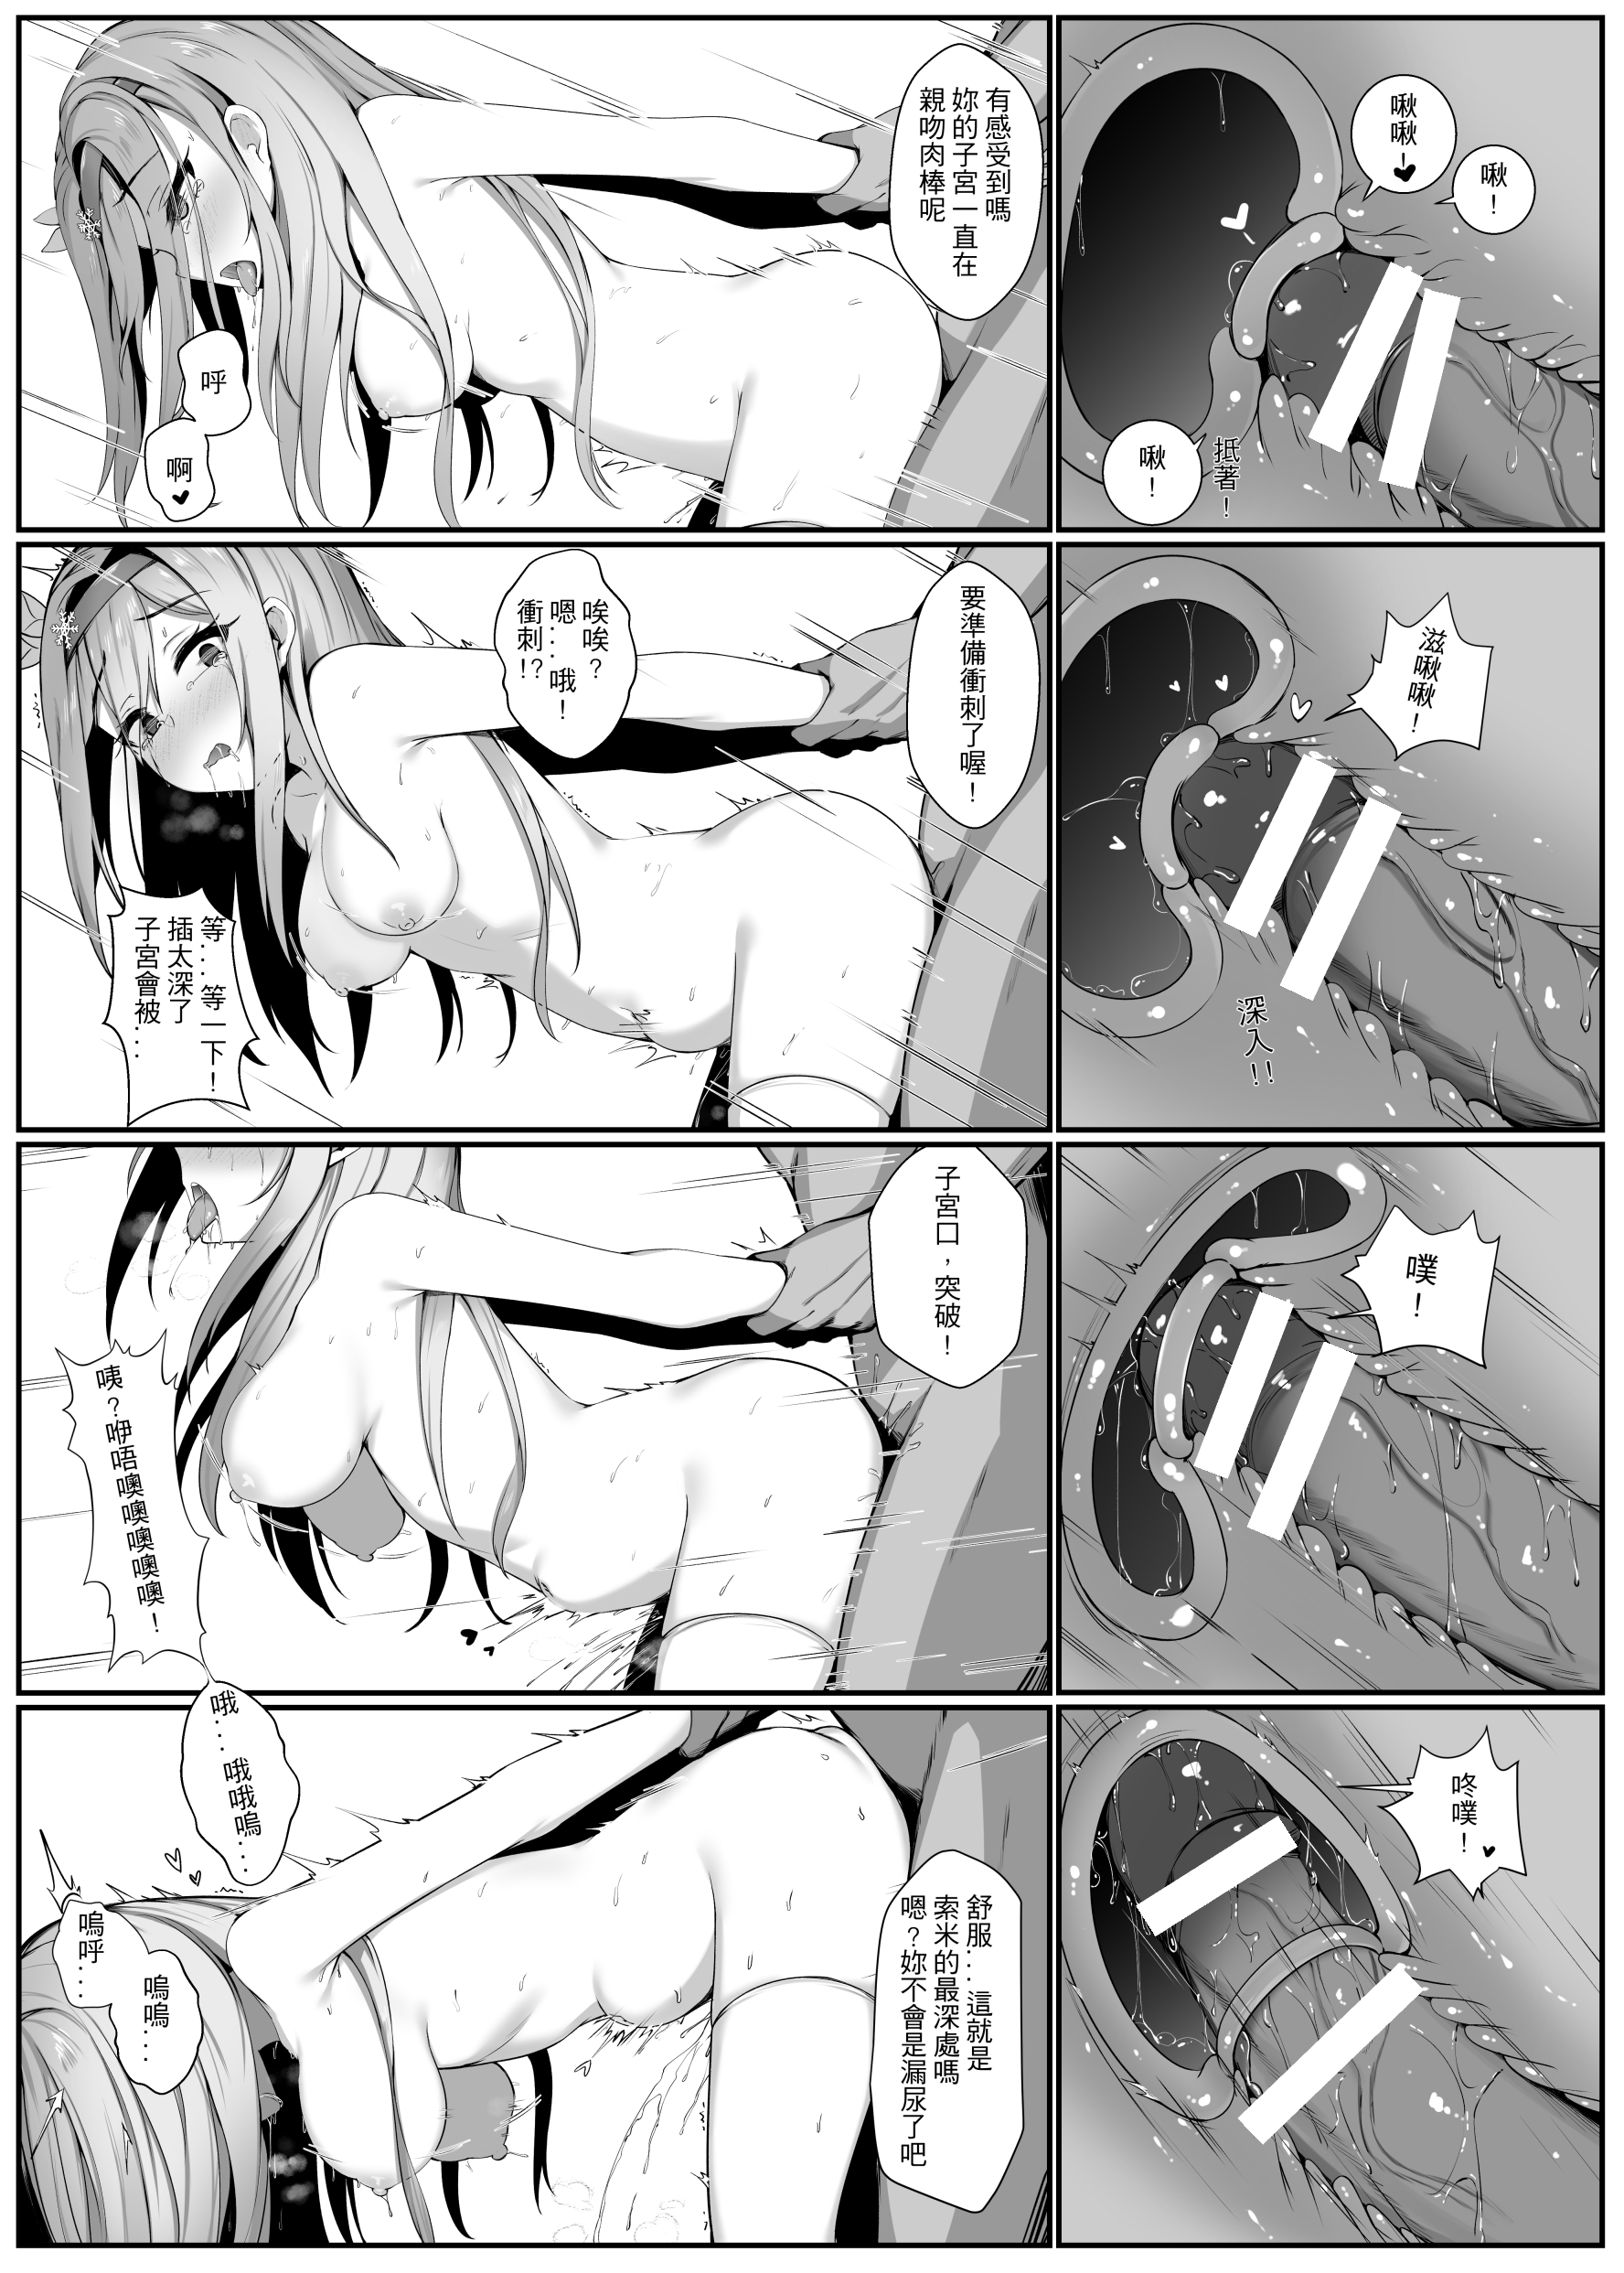 啾啾！
啾！
啾！
抵著！
有感受到嗎
妳的子宮一直在
親吻肉棒呢
呼
啊
滋啾啾！
深入！！
要準備衝刺了喔！
唉唉？
嗯…哦！
衝刺！？
等…等一下！
插太深了
子宮會被…
噗！
子宮口，突破！
咦？咿唔噢噢噢噢噢！
咚噗！
哦…哦哦嗚…
舒服…這就是
索米的最深處嗎
嗯？妳不會是漏尿了吧
嗚嗚…
嗚呼…